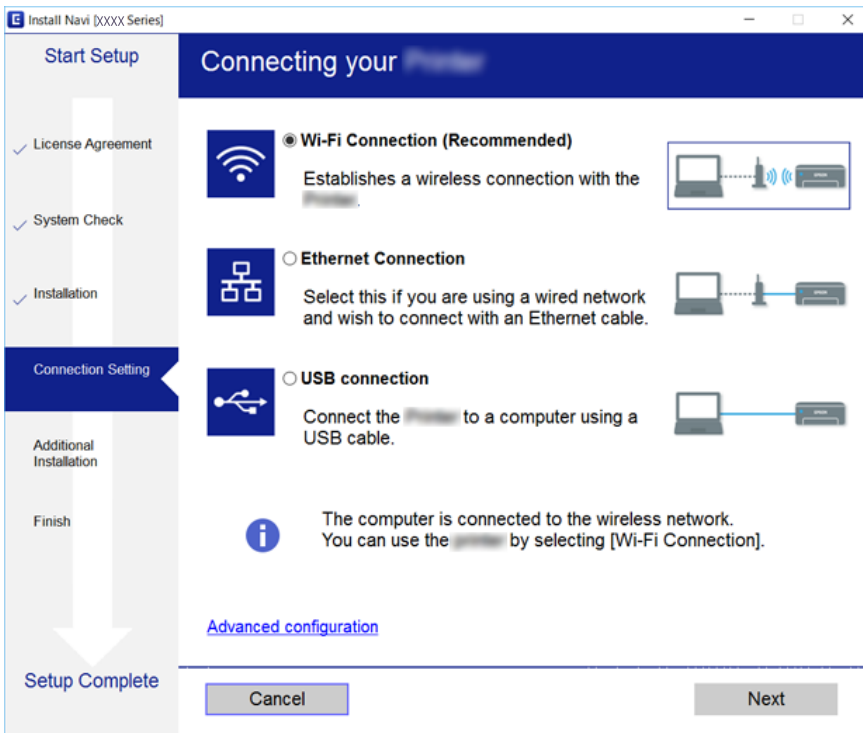 Install Navi [XXXX Series]
Start Setup
License Agreement
System Check
Installation
Connection Setting
Additional
Installation
Finish
Setup Complete
Connecting your
Wi-Fi Connection (Recommended)
Establishes a wireless connection with the
.
Ethernet Connection
Select this if you are using a wired network
and wish to connect with an Ethernet cable.
USB connection
Connect the to a computer using a
USB cable.
The computer is connected to the wireless network.
You can use the by selecting [Wi-Fi Connection].
Advanced configuration
Cancel
Next
EPSON
EPSON
EPSON